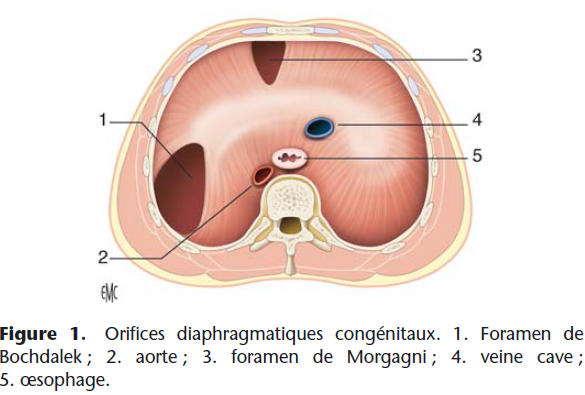 3
1
4
5
2
EMC
Figure 1. Orifices diaphragmatiques congénitaux. 1. Foramen de
Bochdalek ; 2. aorte ; 3. foramen de Morgagni ; 4. veine cave ;
5. œsophage.